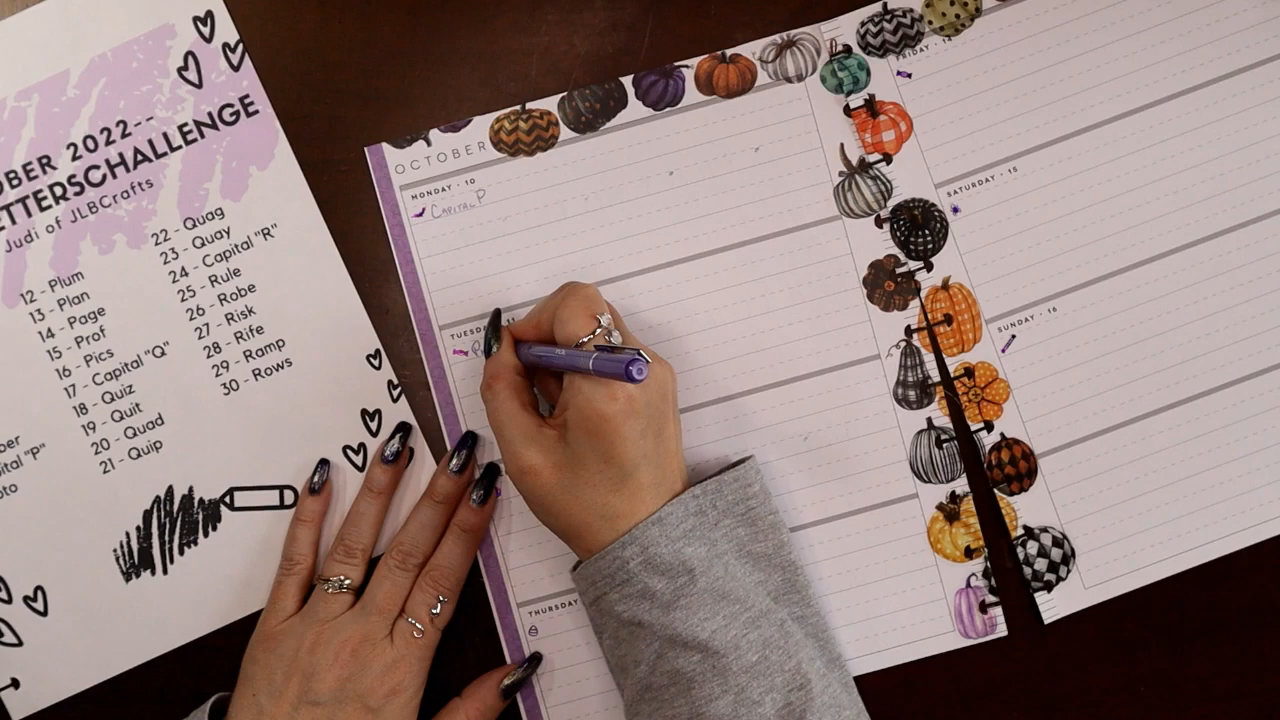 OBER 2022--
ETTERSCHALLENGE
Judi of JLBCrafts
12 - Plum
13 - Plan
14 - Page
15 - Prof
16 - Pics
17 - Capital "Q"
18 - Quiz
19 - Quit
20 - Quad
21 - Quip
22 - Quag
23 - Quay
24 - Capital "R"
25 - Rule
26 - Robe
27 - Risk
28 - Rife
29 - Ramp
30 - Rows
ber
ital "P"
oto
OCTOBER
MONDAY · 10
CAPITAL P
TUESDAY 11
P
THURSDAY
FRIDAY · 14
SATURDAY · 15
SUNDAY · 16